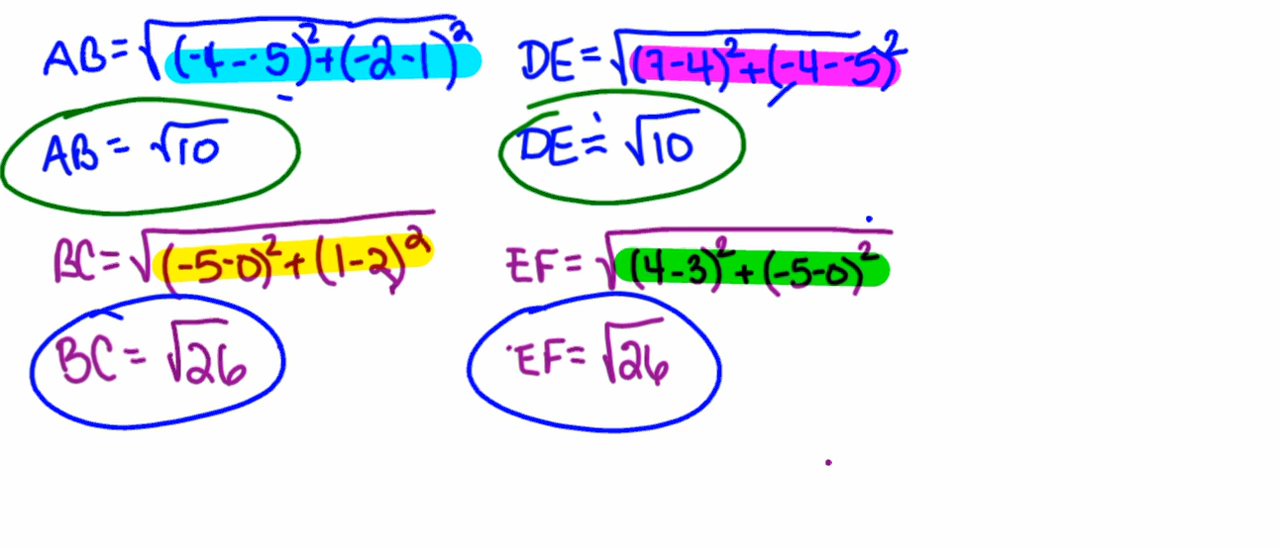 AB = √(-4--5)² + (-2-1)²
DE = √(7-4)² + (-4--5)²
AB = √10
DE = √10
BC = √(-5-0)² + (1-2)²
EF = √(4-3)² + (-5-0)²
BC = √26
EF = √26